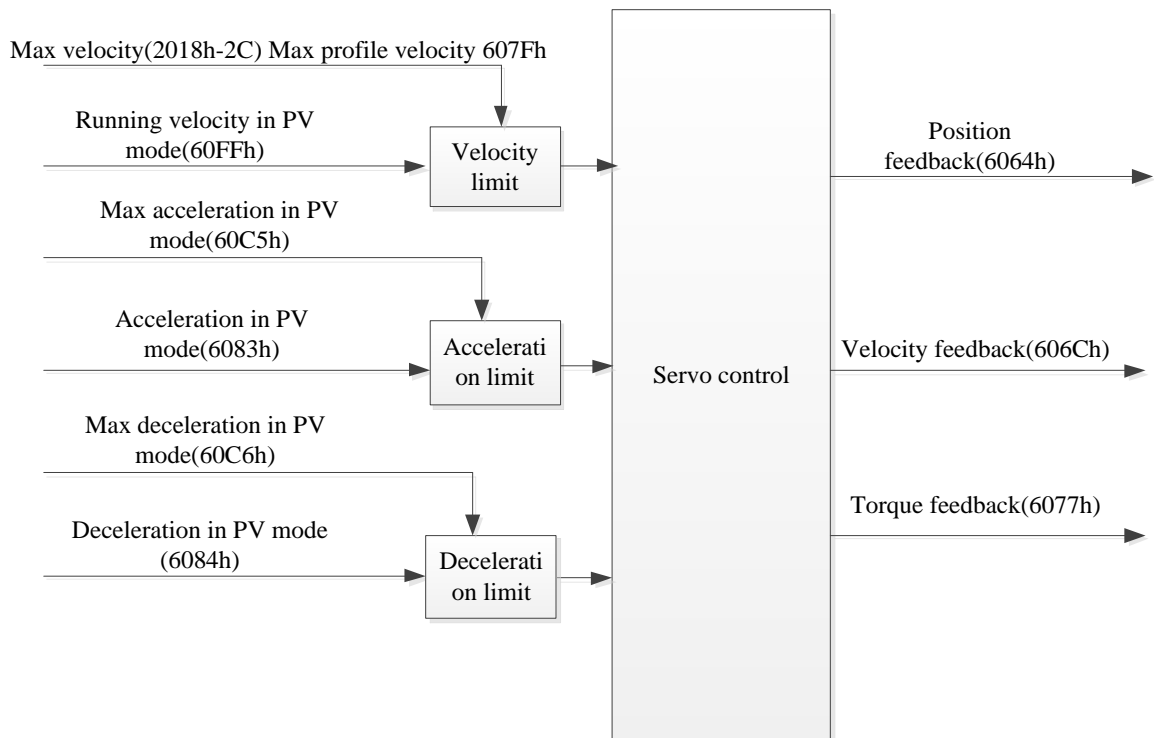 Max velocity(2018h-2C) Max profile velocity 607Fh
Running velocity in PV
mode(60FFh)
Velocity
limit
Max acceleration in PV
mode(60C5h)
Acceleration in PV
mode(6083h)
Accelerati
on limit
Max deceleration in PV
mode(60C6h)
Deceleration in PV mode
(6084h)
Decelerati
on limit
Servo control
Position
feedback(6064h)
Velocity feedback(606Ch)
Torque feedback(6077h)